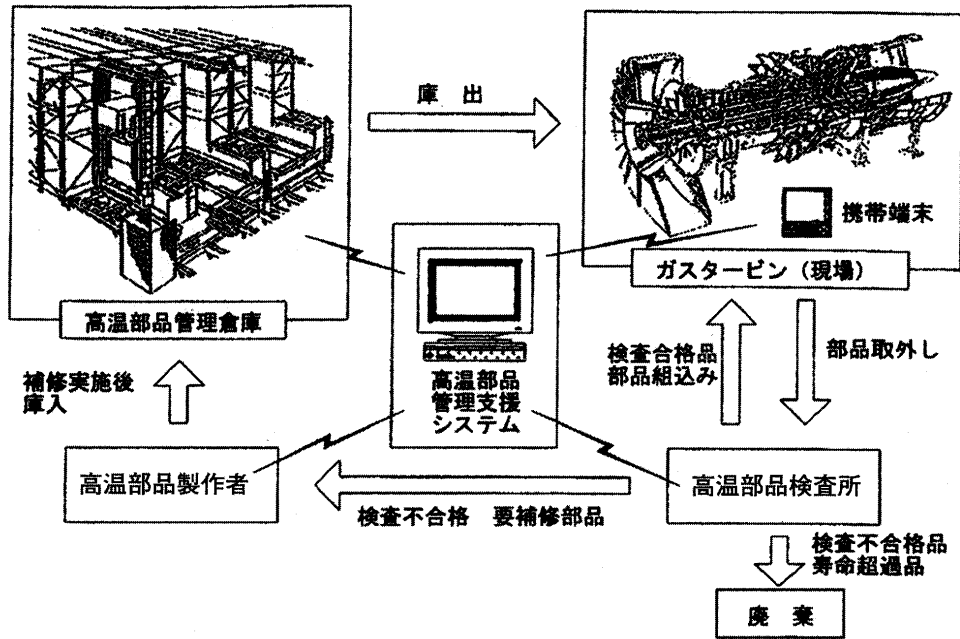 庫 出
携帯端末
ガスタービン（現場）
高温部品管理倉庫
高温部品
管理支援
システム
補修実施後
庫入
検査合格品
部品組込み
部品取外し
高温部品製作者
高温部品検査所
検査不合格 要補修部品
検査不合格品
寿命超過品
廃 棄